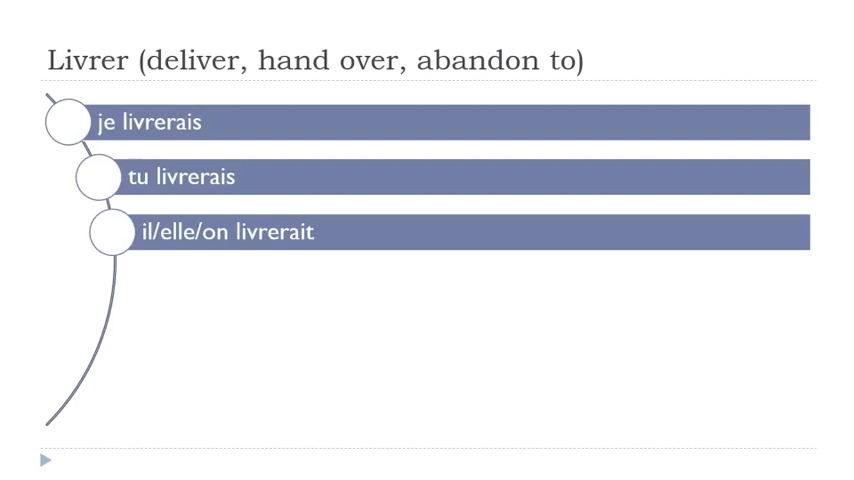 Livrer (deliver, hand over, abandon to)
je livrerais
tu livrerais
il/elle/on livrerait